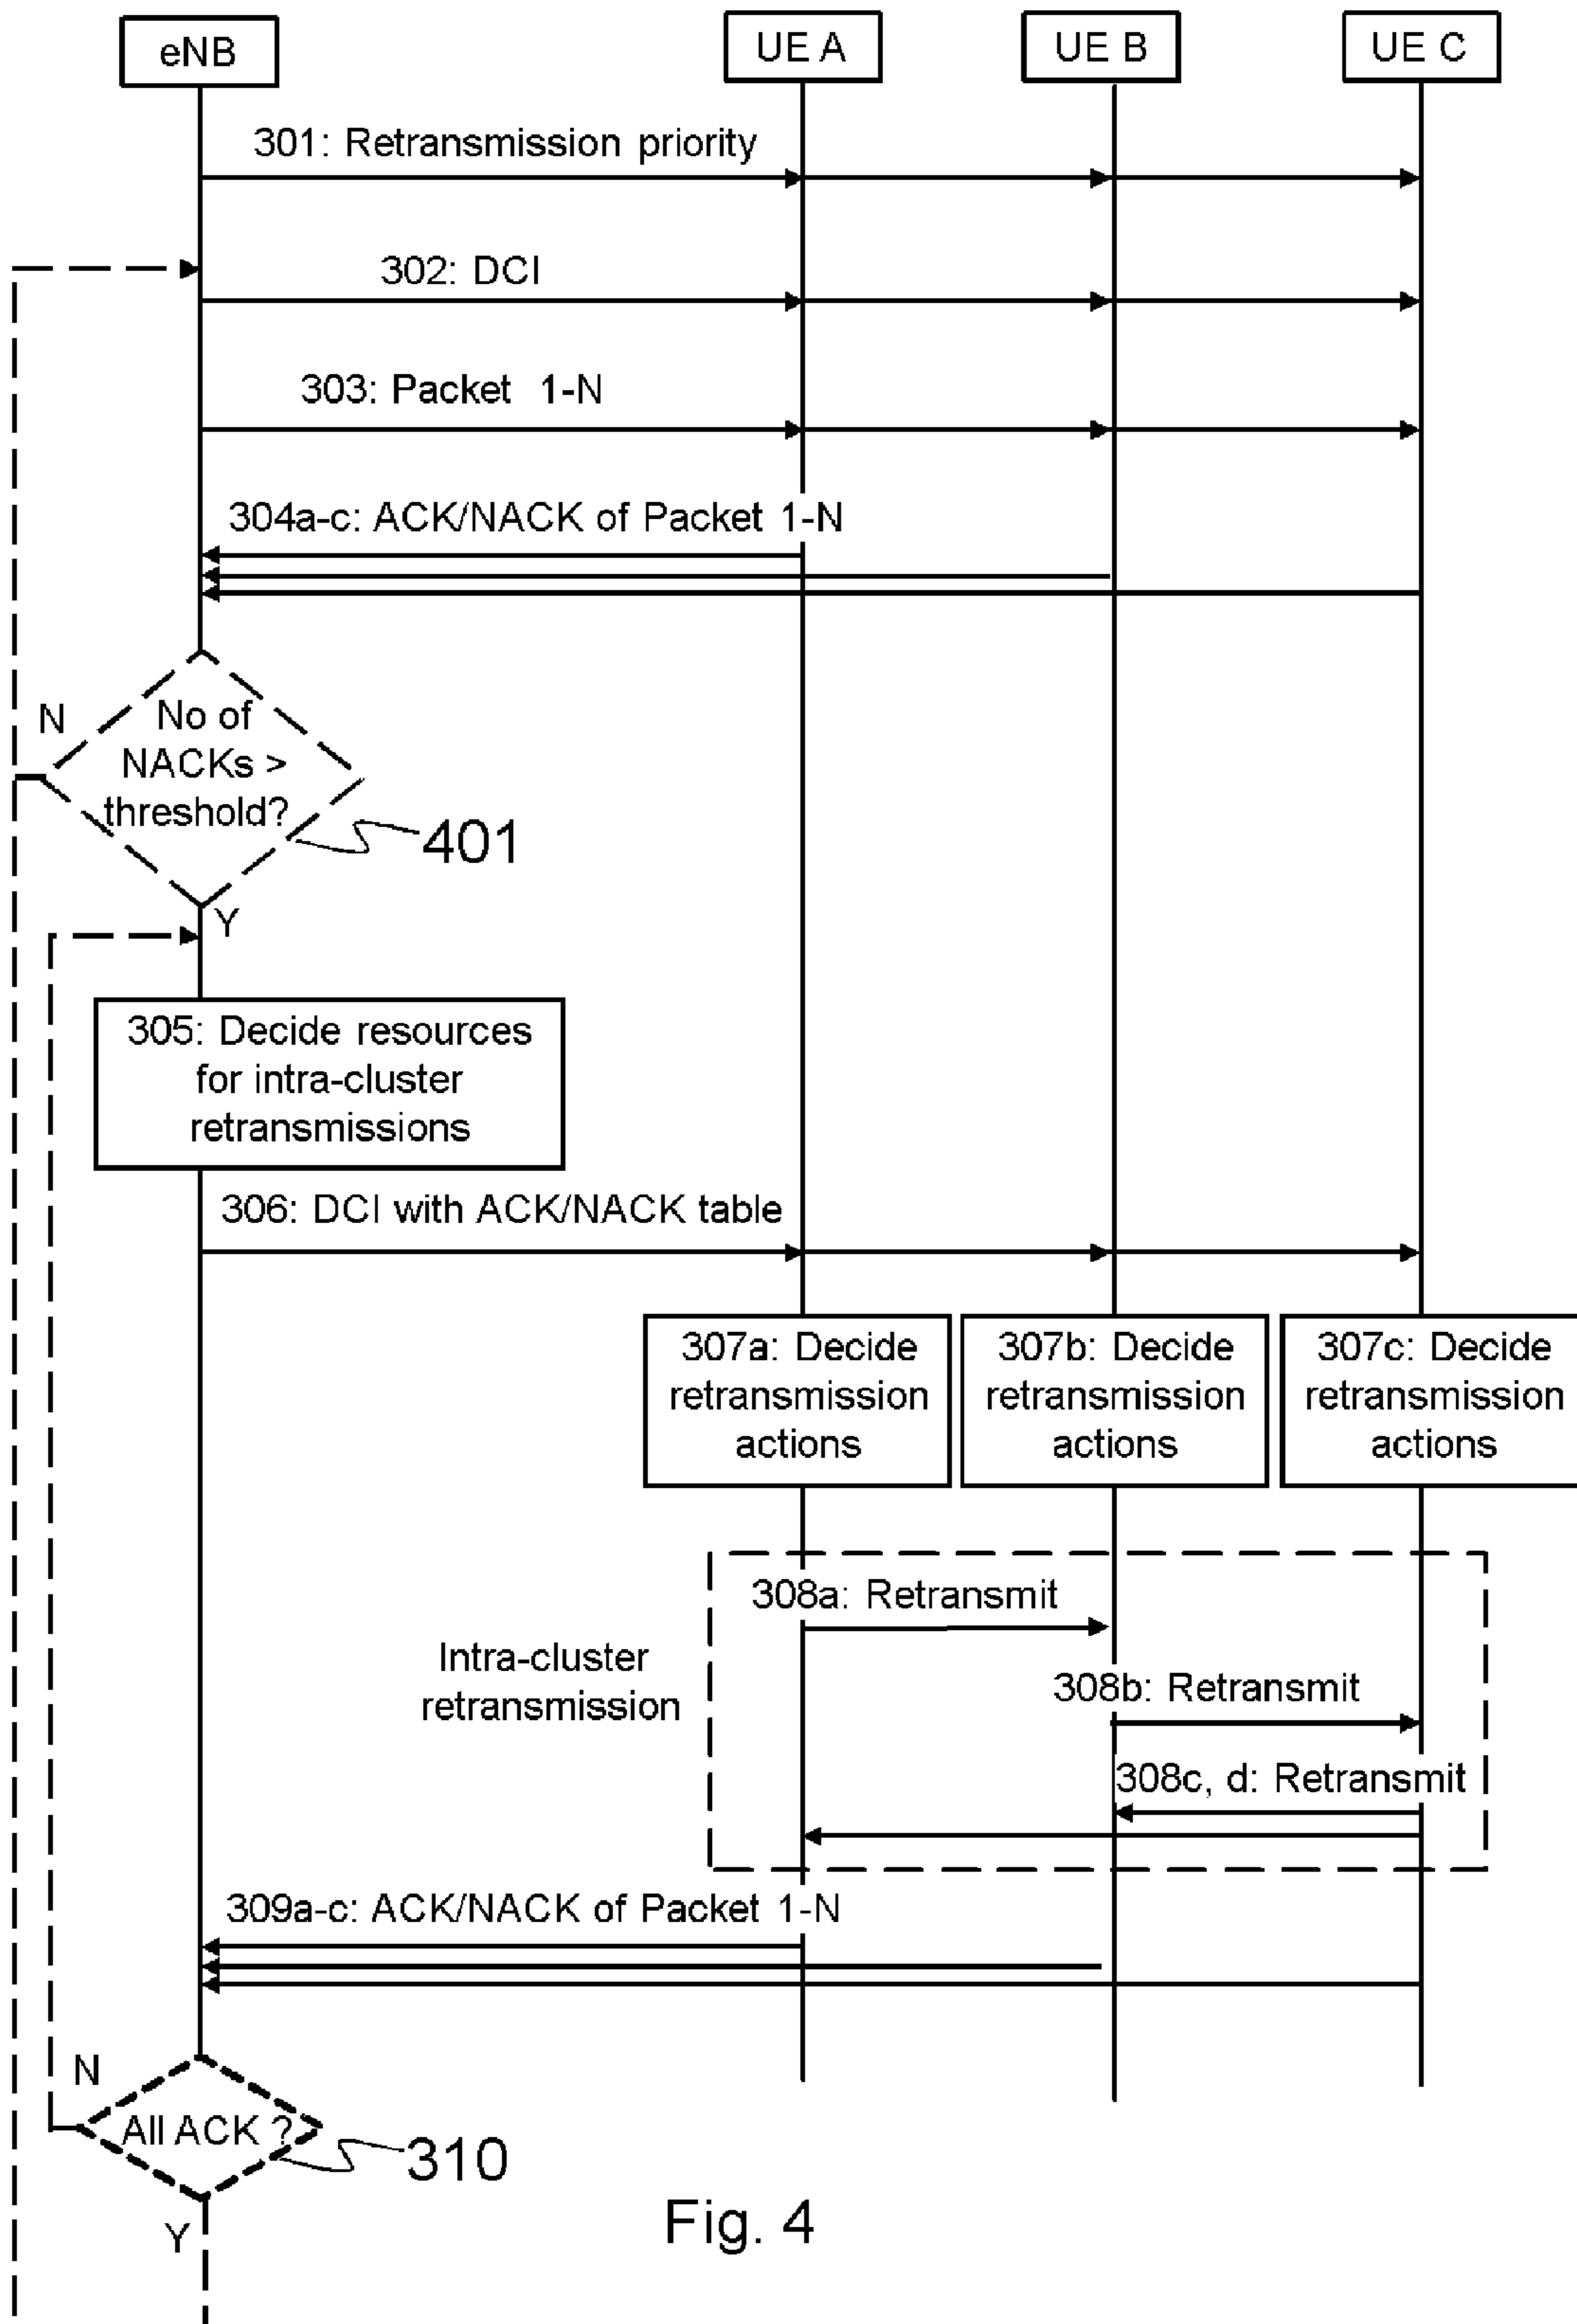 eNB
UE A
UE B
UE C
301: Retransmission priority
302: DCI
303: Packet 1-N
304a-c: ACK/NACK of Packet 1-N
N
No of
NACKs >
threshold?
401
Y
305: Decide resources
for intra-cluster
retransmissions
306: DCI with ACK/NACK table
307a: Decide
retransmission
actions
307b: Decide
retransmission
actions
307c: Decide
retransmission
actions
308a: Retransmit
Intra-cluster
retransmission
308b: Retransmit
308c, d: Retransmit
309a-c: ACK/NACK of Packet 1-N
N
All ACK ?
310
Y
Fig. 4